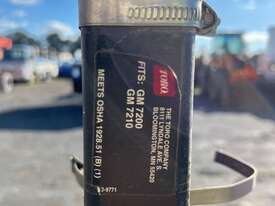 TORO
THE TORO COMPANY
8111 LYNDALE AVE. S.
BLOOMINGTON, MN 55420
FITS: GM 7200
GM 7210
MEETS OSHA 1928.51 (B) (1)